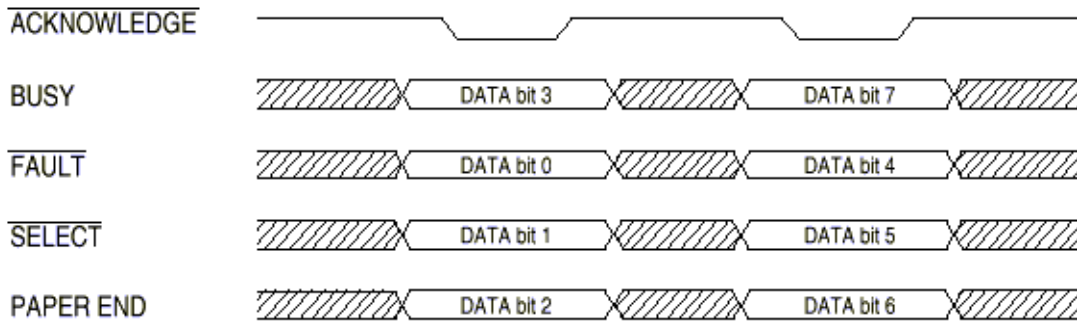 ACKNOWLEDGE
BUSY DATA bit 3 DATA bit 7
FAULT DATA bit 0 DATA bit 4
SELECT DATA bit 1 DATA bit 5
PAPER END DATA bit 2 DATA bit 6